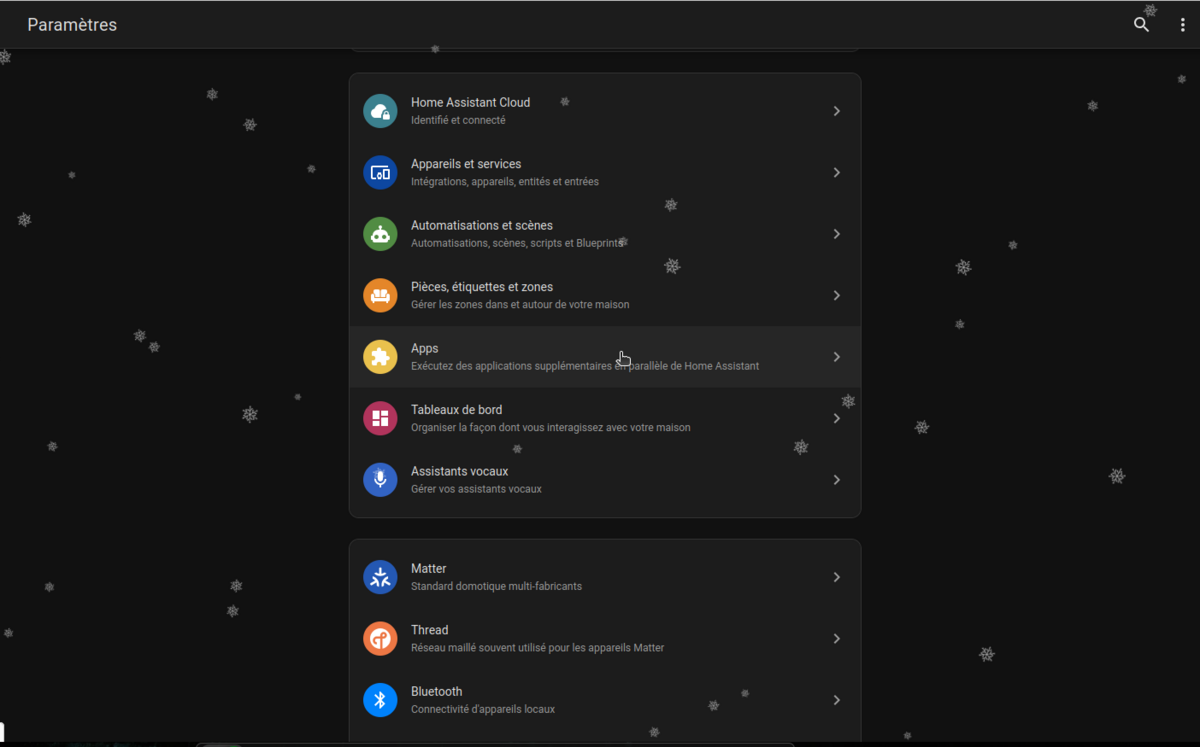 Paramètres
Home Assistant Cloud
Identifié et connecté
Appareils et services
Intégrations, appareils, entités et entrées
Automatisations et scènes
Automatisations, scènes, scripts et Blueprints
Pièces, étiquettes et zones
Gérer les zones dans et autour de votre maison
Apps
Exécutez des applications supplémentaires en parallèle de Home Assistant
Tableaux de bord
Organiser la façon dont vous interagissez avec votre maison
Assistants vocaux
Gérer vos assistants vocaux
Matter
Standard domotique multi-fabricants
Thread
Réseau maillé souvent utilisé pour les appareils Matter
Bluetooth
Connectivité d'appareils locaux